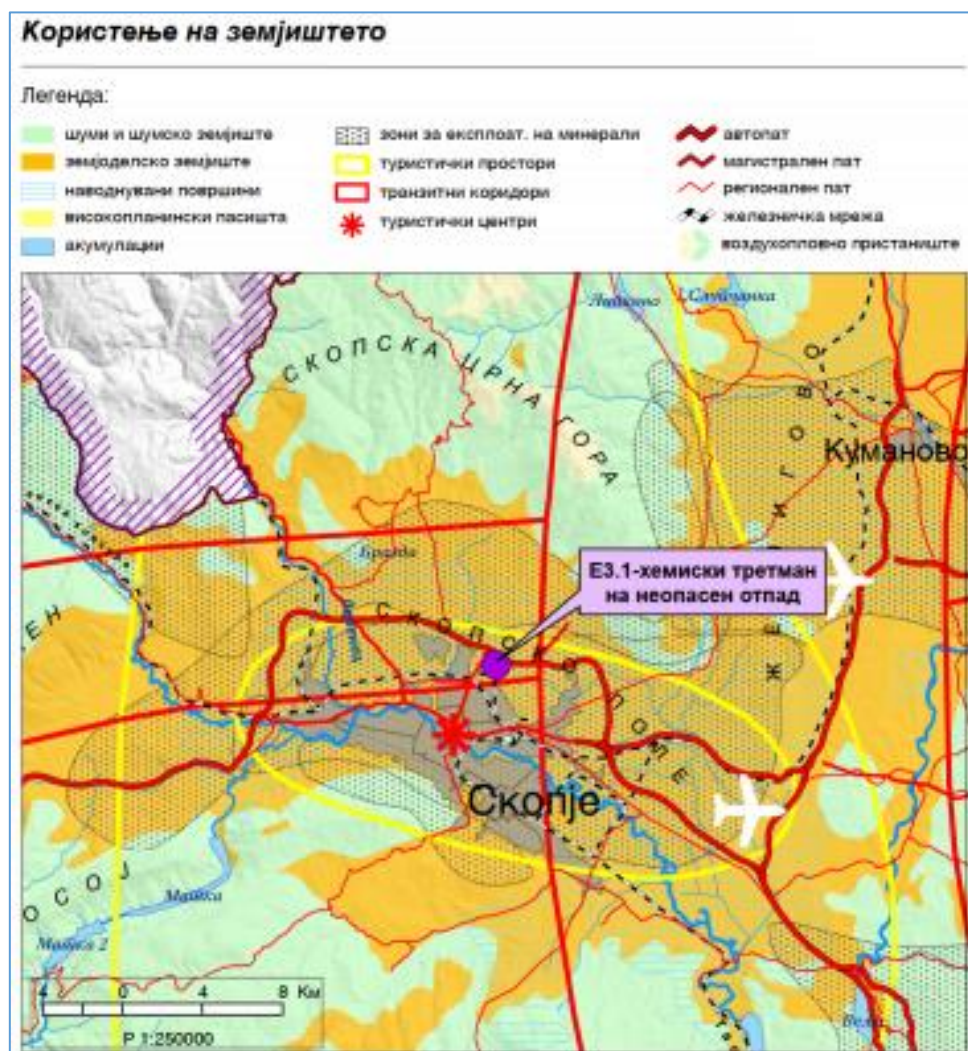 Користење на земјиштето
Легенда:
шуми и шумско земјиште
земјоделско земјиште
наводнувани површини
високопланински пасишта
акумулации
зони за експлоат. на минерали
туристички простори
транзитни коридори
туристички центри
автопат
магистрален пат
регионален пат
железничка мрежа
воздухопловно пристаниште
СКОПСКА ЦРНА ГОРА
Куманово
Е3.1-хемиски третман
на неопасен отпад
СКОПСКО ПОЛЕ
Скопје
ОСОЈ
Матка
Матка 2
4 0 4 8 Км
Р 1:250000